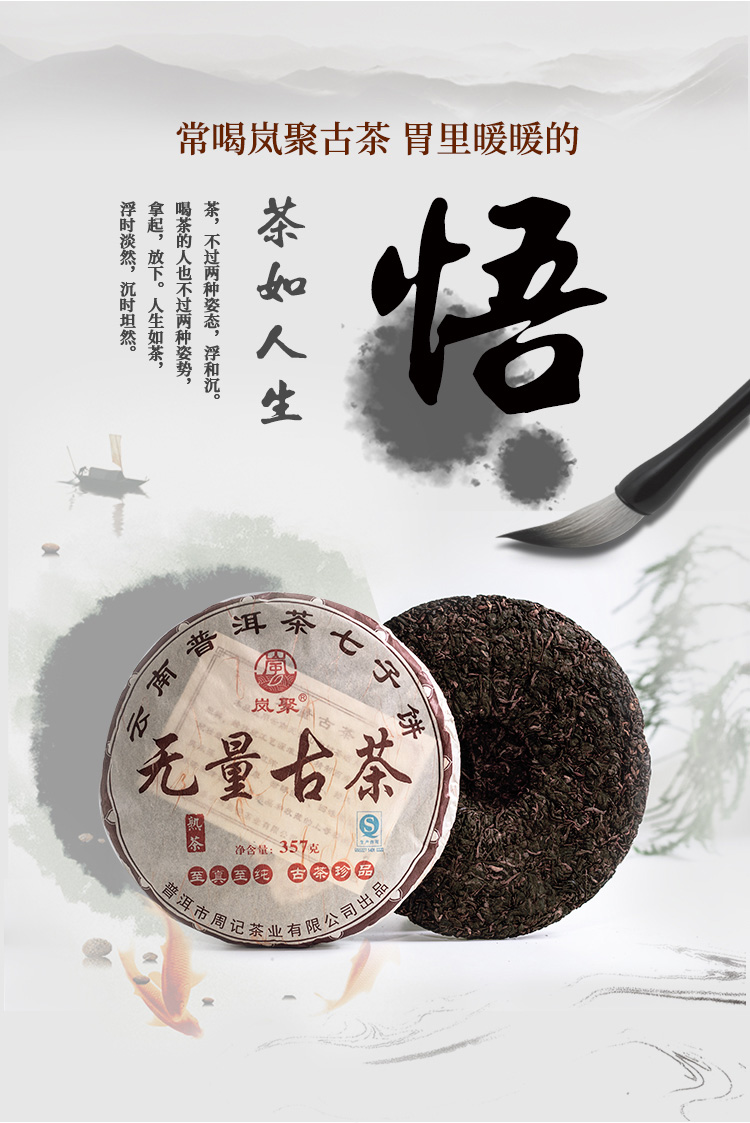 常喝岚聚古茶 胃里暖暖的
悟
茶如人生
茶，不过两种姿态，浮和沉。
喝茶的人也不过两种姿势，
拿起，放下。人生如茶，
浮时淡然，沉时坦然。
云南普洱茶七子饼
岚聚®
无量古茶
熟茶
净含量：357克
至真至纯 古茶珍品
普洱市周记茶业有限公司出品